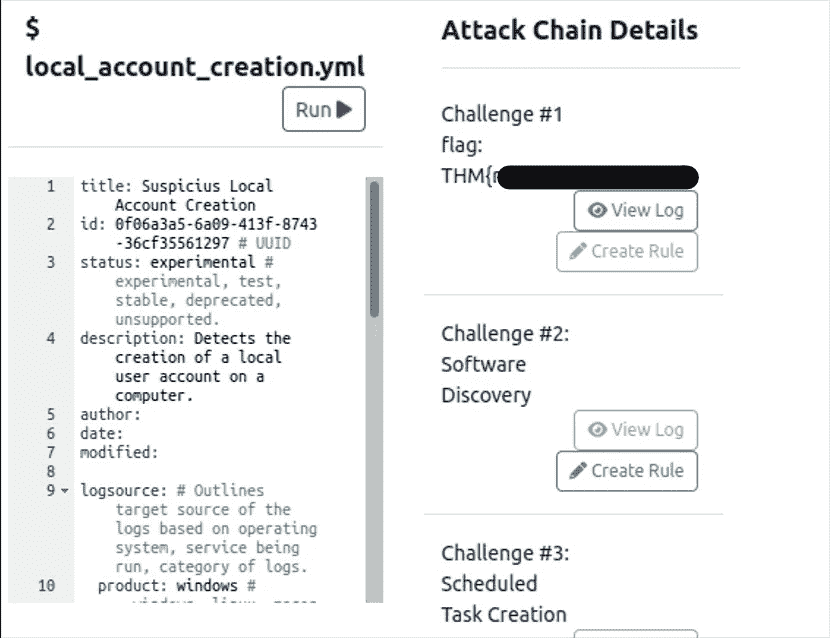 $
local_account_creation.yml
Run
1 title: Suspicius Local
Account Creation
2 id: 0f06a3a5-6a09-413f-8743
-36cf35561297 # UUID
3 status: experimental #
experimental, test,
stable, deprecated,
unsupported.
4 description: Detects the
creation of a local
user account on a
computer.
5 author:
6 date:
7 modified:
8
9 logsource: # Outlines
target source of the
logs based on operating
system, service being
run, category of logs.
10 product: windows #
Attack Chain Details
Challenge #1
flag:
THM{
View Log
Create Rule
Challenge #2:
Software
Discovery
View Log
Create Rule
Challenge #3:
Scheduled
Task Creation